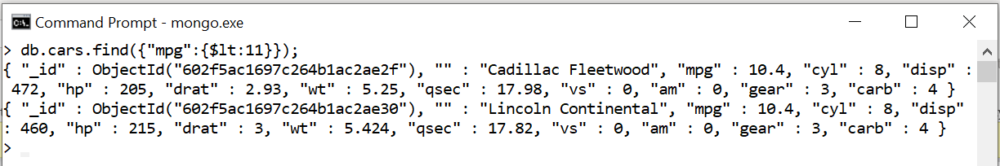 Command Prompt - mongo.exe
> db.cars.find({"mpg":{$lt:11}});
{ "_id" : ObjectId("602f5ac1697c264b1ac2ae2f"), "" : "Cadillac Fleetwood", "mpg" : 10.4, "cyl" : 8, "disp" :
 472, "hp" : 205, "drat" : 2.93, "wt" : 5.25, "qsec" : 17.98, "vs" : 0, "am" : 0, "gear" : 3, "carb" : 4 }
{ "_id" : ObjectId("602f5ac1697c264b1ac2ae30"), "" : "Lincoln Continental", "mpg" : 10.4, "cyl" : 8, "disp"
: 460, "hp" : 215, "drat" : 3, "wt" : 5.424, "qsec" : 17.82, "vs" : 0, "am" : 0, "gear" : 3, "carb" : 4 }
>